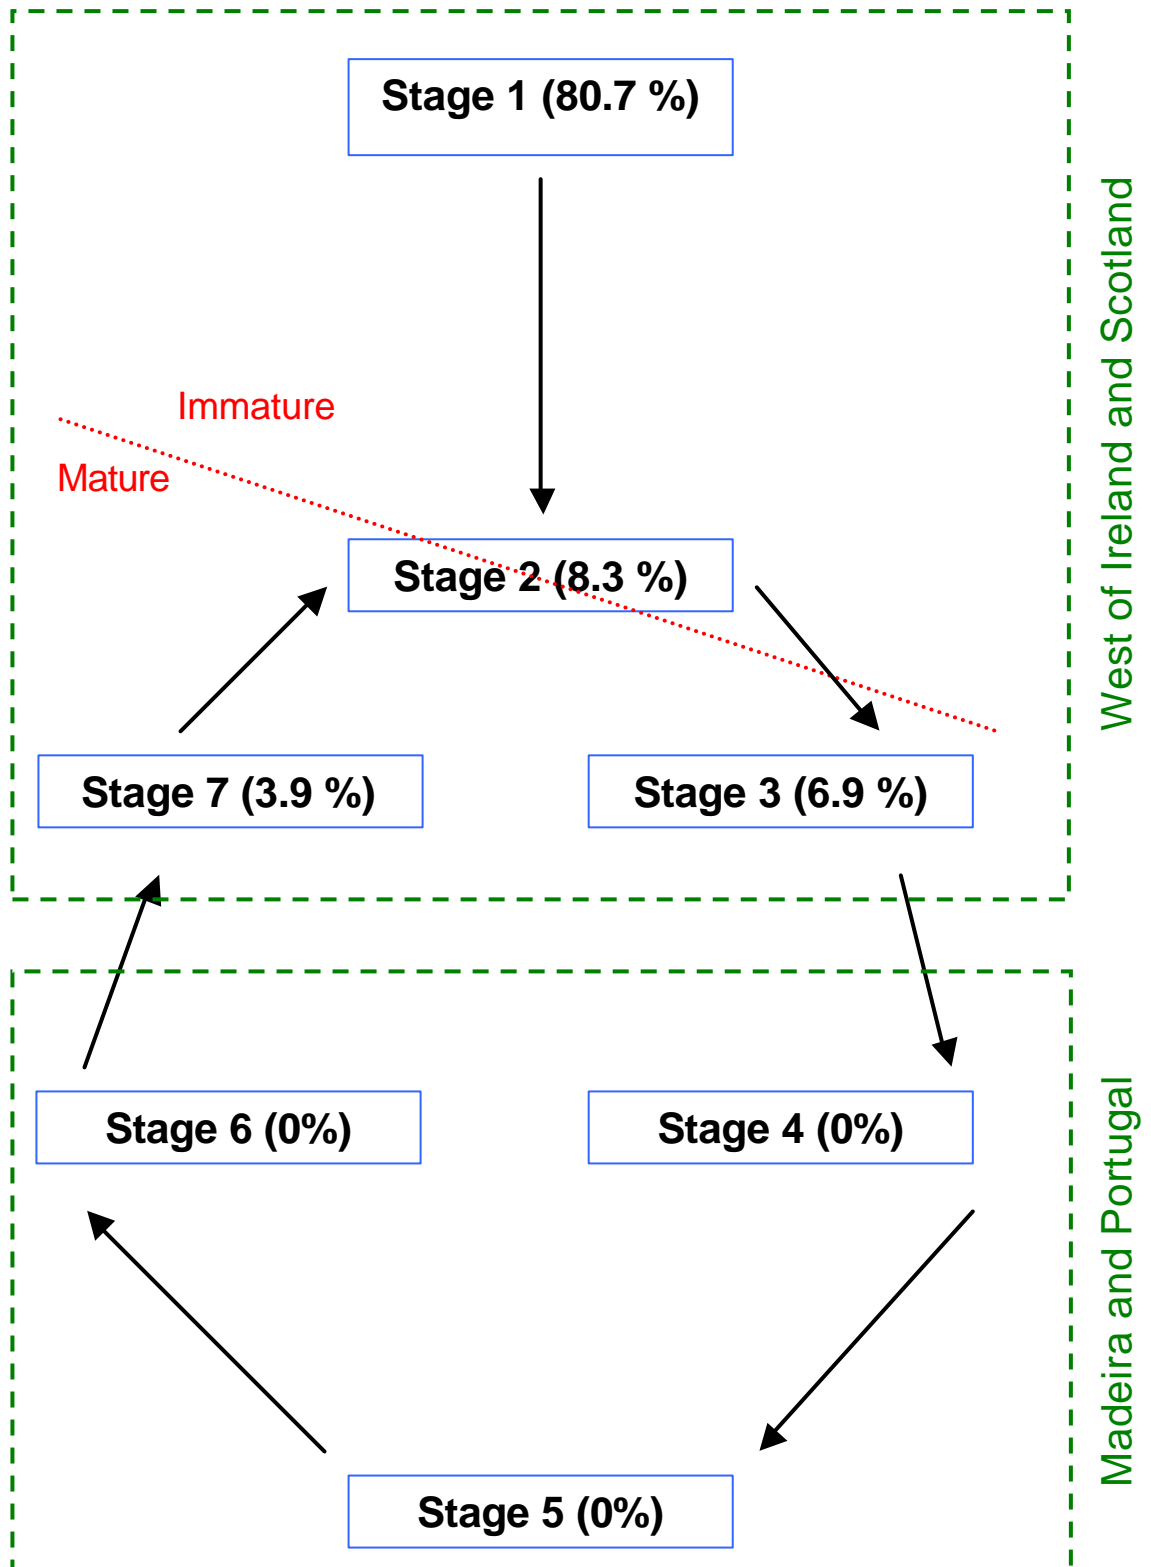 Stage 1 (80.7 %)
Immature
Mature
Stage 2 (8.3 %)
Stage 7 (3.9 %)
Stage 3 (6.9 %)
West of Ireland and Scotland
Stage 6 (0%)
Stage 4 (0%)
Stage 5 (0%)
Madeira and Portugal